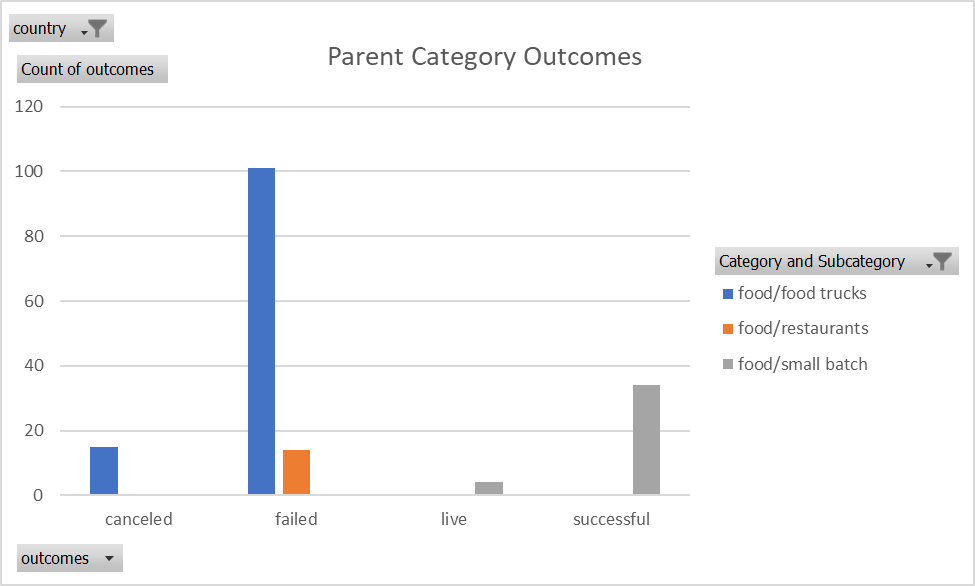 country
Count of outcomes
Parent Category Outcomes
120
100
80
60
40
20
0
canceled failed live successful
Category and Subcategory
food/food trucks
food/restaurants
food/small batch
outcomes